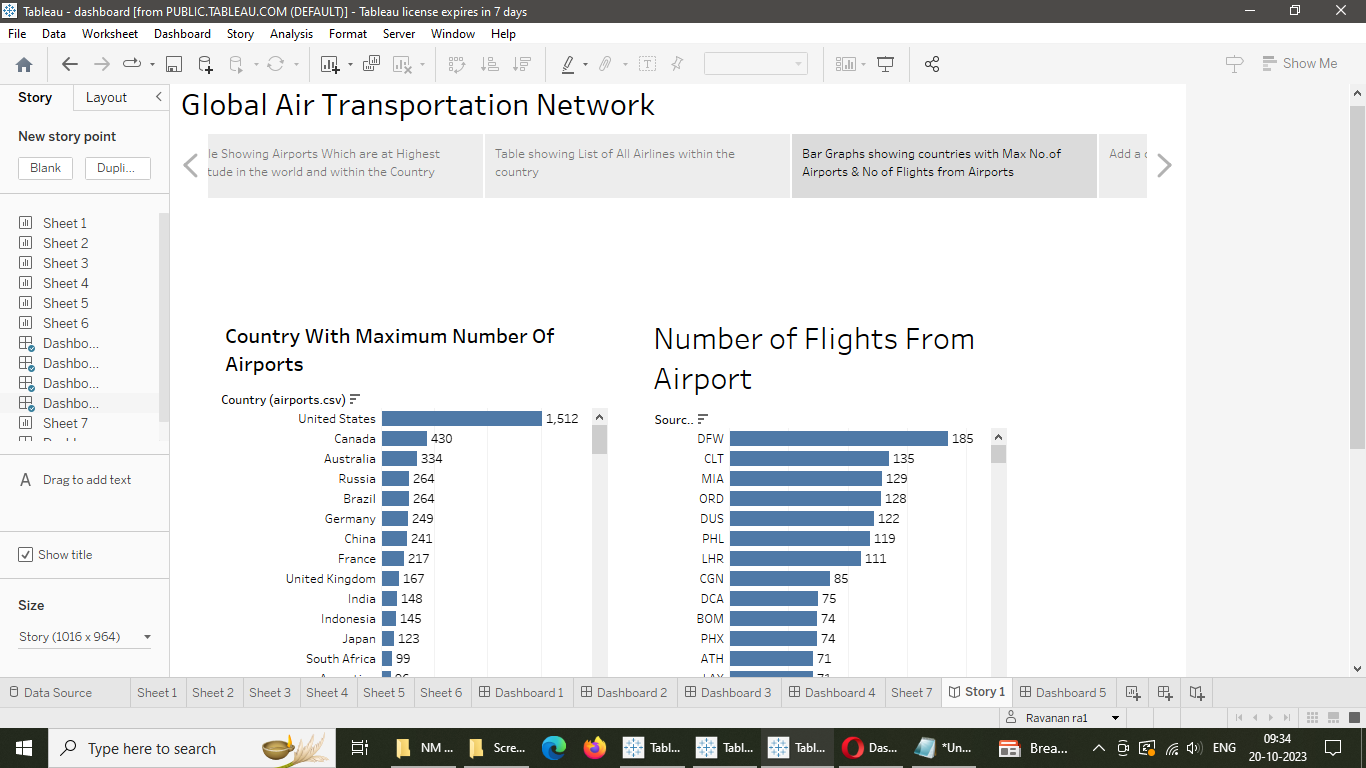 Tableau - dashboard [from PUBLIC.TABLEAU.COM (DEFAULT)] - Tableau license expires in 7 days
File Data Worksheet Dashboard Story Analysis Format Server Window Help
Show Me
Story Layout
New story point
Blank Dupli...
Sheet 1
Sheet 2
Sheet 3
Sheet 4
Sheet 5
Sheet 6
Dashbo...
Dashbo...
Dashbo...
Dashbo...
Sheet 7
Drag to add text
Show title
Size
Story (1016 x 964)
Global Air Transportation Network
le Showing Airports Which are at Highest
tude in the world and within the Country
Table showing List of All Airlines within the
country
Bar Graphs showing countries with Max No.of
Airports & No of Flights from Airports
Add a c
Country With Maximum Number Of
Airports
Country (airports.csv)
United States 1,512
Canada 430
Australia 334
Russia 264
Brazil 264
Germany 249
China 241
France 217
United Kingdom 167
India 148
Indonesia 145
Japan 123
South Africa 99
Number of Flights From
Airport
Sourc..
DFW 185
CLT 135
MIA 129
ORD 128
DUS 122
PHL 119
LHR 111
CGN 85
DCA 75
BOM 74
PHX 74
ATH 71
Data Source Sheet 1 Sheet 2 Sheet 3 Sheet 4 Sheet 5 Sheet 6 Dashboard 1 Dashboard 2 Dashboard 3 Dashboard 4 Sheet 7 Story 1 Dashboard 5
Ravanan ra1
Type here to search
NM ... Scre... Tabl... Tabl... Tabl... Das... *Un... Brea... ENG
09:34
20-10-2023